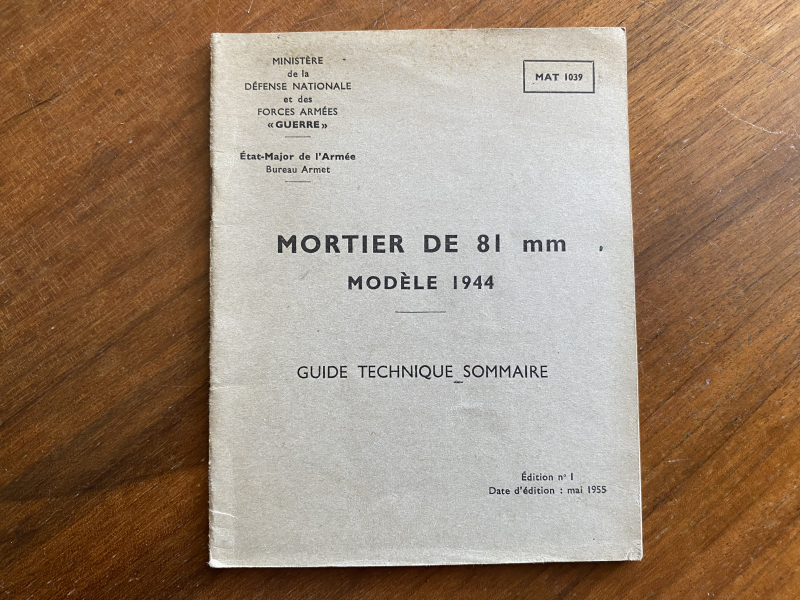 MINISTÈRE
de la
DÉFENSE NATIONALE
et des
FORCES ARMÉES
«GUERRE»
État-Major de l'Armée
Bureau Armet
MAT 1039
MORTIER DE 81 mm
MODÈLE 1944
GUIDE TECHNIQUE SOMMAIRE
Édition n° 1
Date d'édition : mai 1955